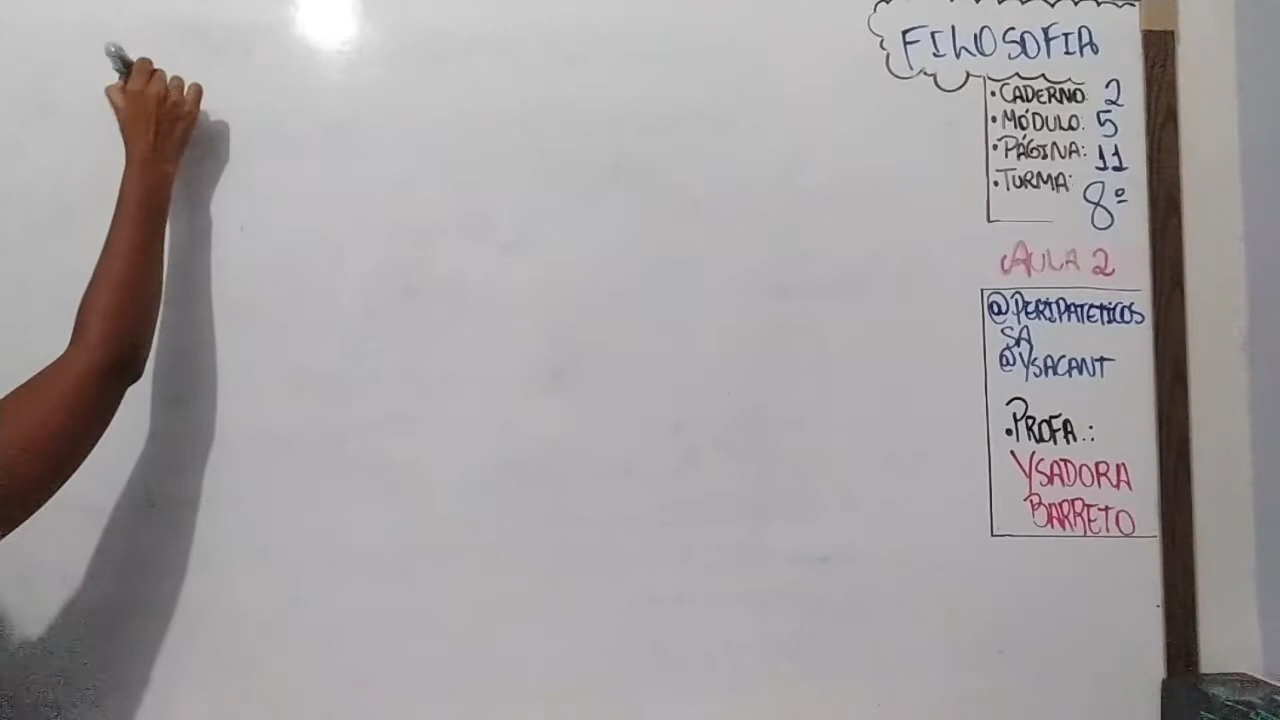 FILOSOFIA
• CADERNO: 2
• MÓDULO: 5
• PÁGINA: 11
• TURMA: 8º
AULA 2
@PERIPATETICOS
SA
@YSACANT
• PROFA.:
YSADORA
BARRETO